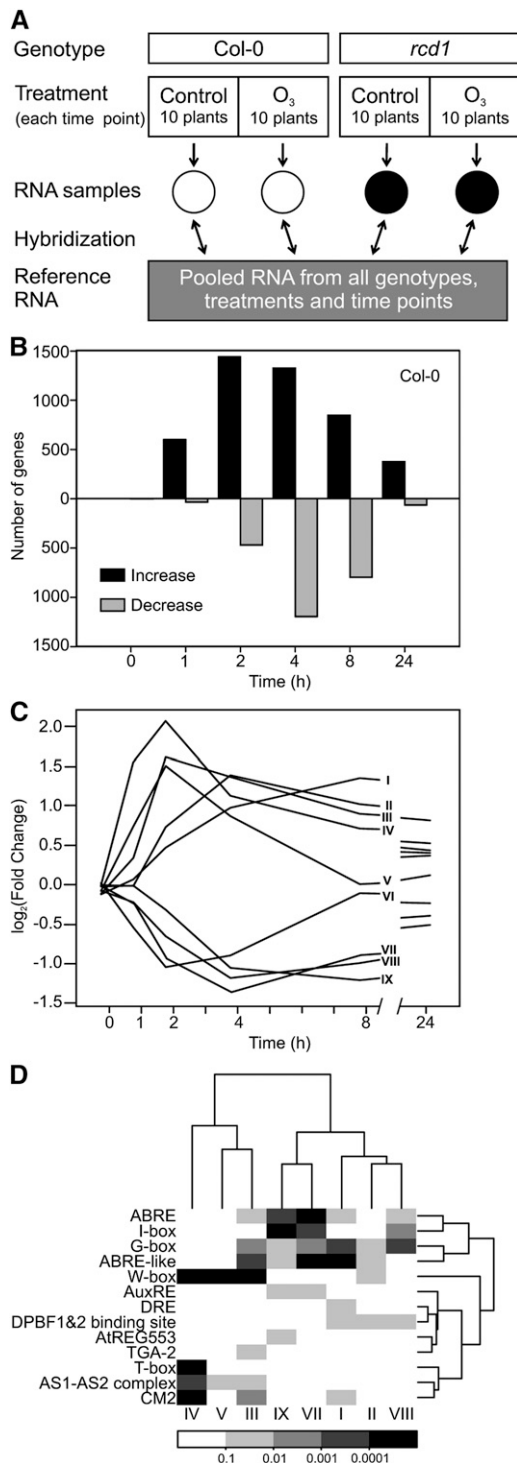 A
Genotype
Col-0
rcd1
Treatment
(each time point)
Control
10 plants
O3
10 plants
Control
10 plants
O3
10 plants
RNA samples
Hybridization
Reference
RNA
Pooled RNA from all genotypes,
treatments and time points
B
Col-0
Number of genes
1500
1000
500
0
500
1000
1500
Increase
Decrease
0 1 2 4 8 24
Time (h)
C
log2(Fold Change)
2.0
1.5
1.0
0.5
0.0
-0.5
-1.0
-1.5
I
II
III
IV
V
VI
VII
VIII
IX
0 1 2 4 8 24
Time (h)
D
ABRE
I-box
G-box
ABRE-like
W-box
AuxRE
DRE
DPBF1&2 binding site
AtREG553
TGA-2
T-box
AS1-AS2 complex
CM2
IV V III IX VII I II VIII
0.1 0.01 0.001 0.0001